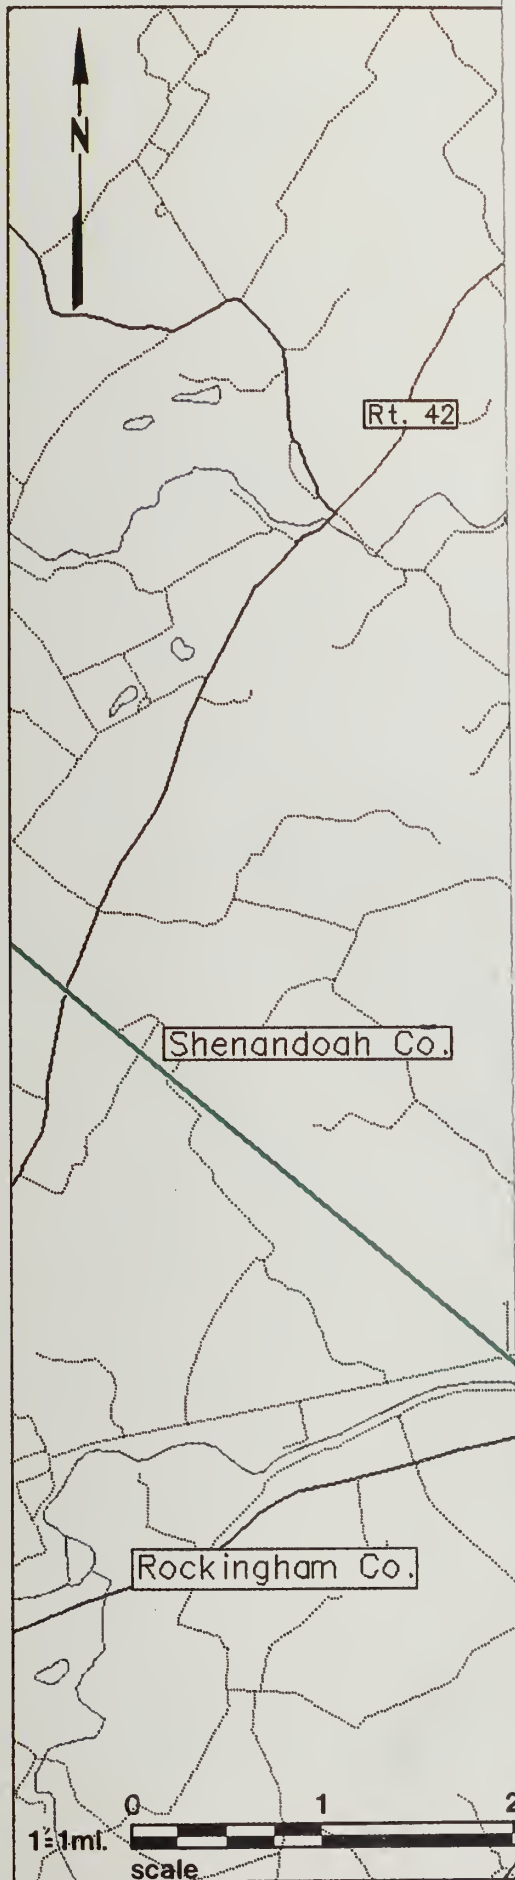 N
Rt. 42
Shenandoah Co.
Rockingham Co.
0 1 2
1"=1mi.
scale